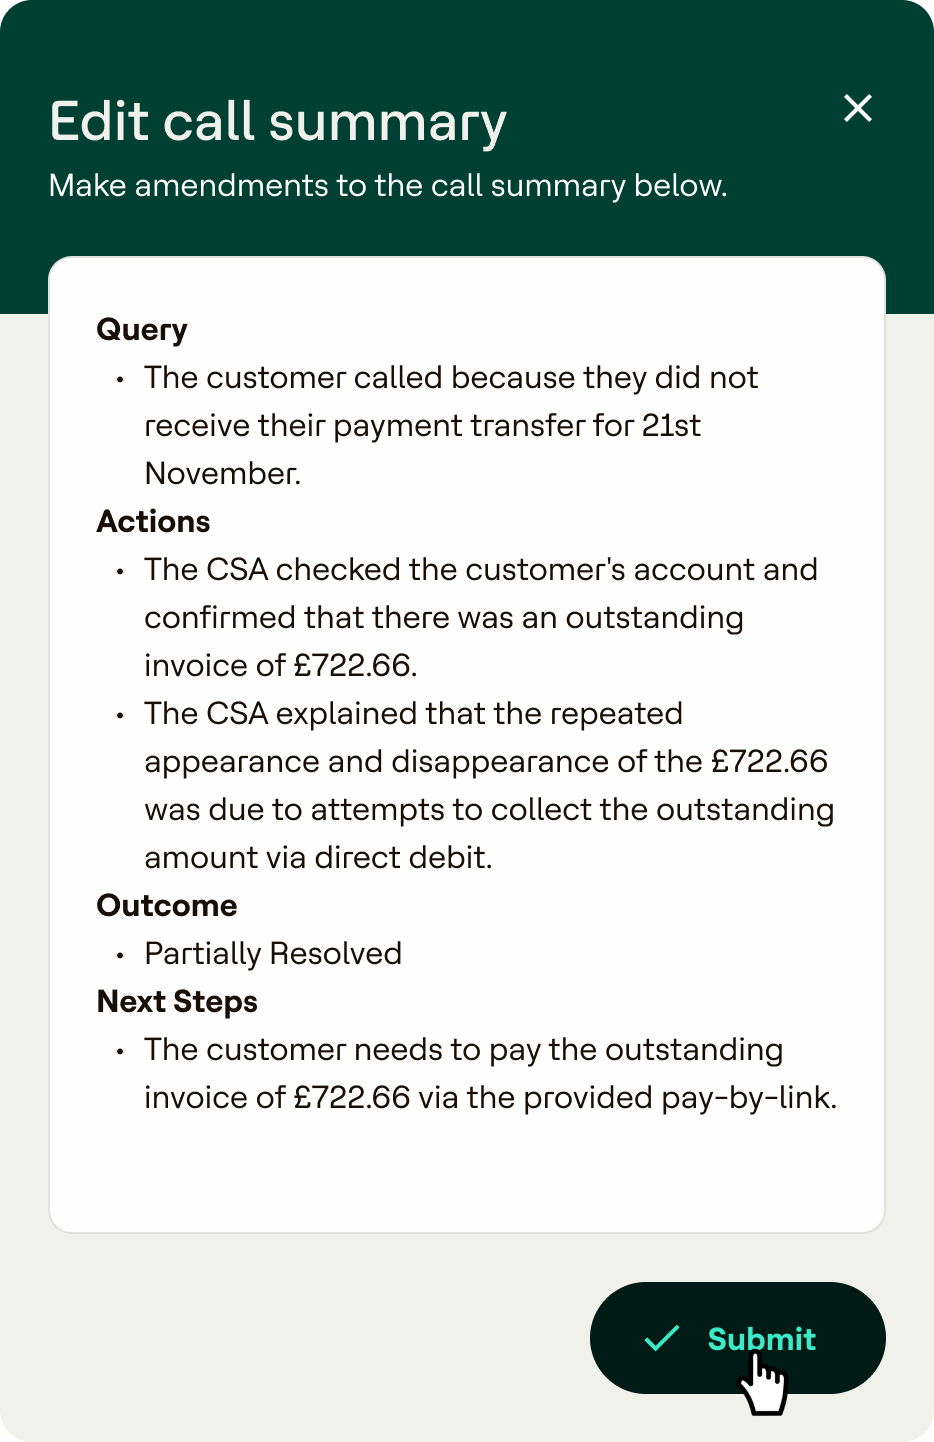 Edit call summary
Make amendments to the call summary below.
Query
• The customer called because they did not
receive their payment transfer for 21st
November.
Actions
• The CSA checked the customer's account and
confirmed that there was an outstanding
invoice of £722.66.
• The CSA explained that the repeated
appearance and disappearance of the £722.66
was due to attempts to collect the outstanding
amount via direct debit.
Outcome
• Partially Resolved
Next Steps
• The customer needs to pay the outstanding
invoice of £722.66 via the provided pay-by-link.
Submit